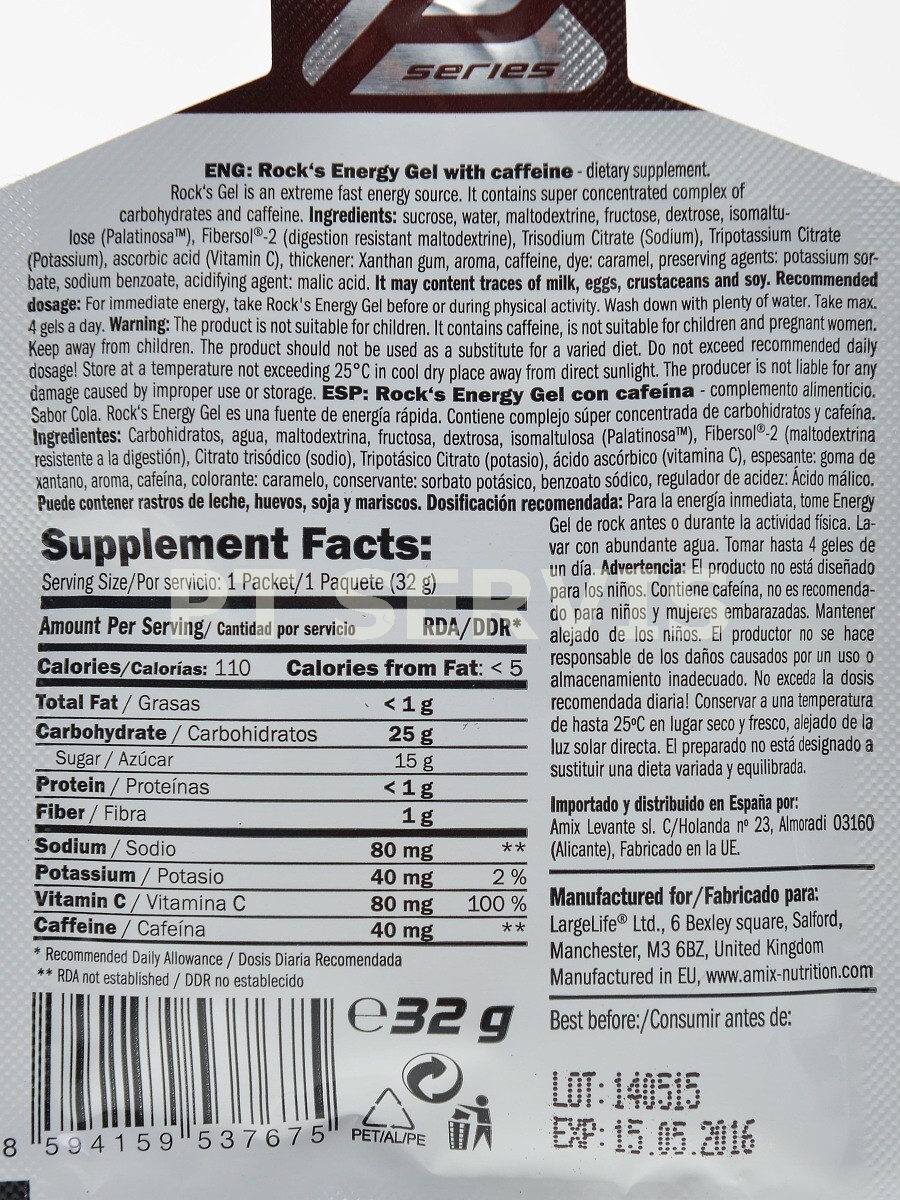 series
ENG: Rock's Energy Gel with caffeine - dietary supplement.
Rock's Gel is an extreme fast energy source. It contains super concentrated complex of
carbohydrates and caffeine. Ingredients: sucrose, water, maltodextrine, fructose, dextrose, isomaltu-
lose (Palatinosa™), Fibersol®-2 (digestion resistant maltodextrine), Trisodium Citrate (Sodium), Tripotassium Citrate
(Potassium), ascorbic acid (Vitamin C), thickener: Xanthan gum, aroma, caffeine, dye: caramel, preserving agents: potassium sor-
bate, sodium benzoate, acidifying agent: malic acid. It may content traces of milk, eggs, crustaceans and soy. Recommended
dosage: For immediate energy, take Rock's Energy Gel before or during physical activity. Wash down with plenty of water. Take max.
4 gels a day. Warning: The product is not suitable for children. It contains caffeine, is not suitable for children and pregnant women.
Keep away from children. The product should not be used as a substitute for a varied diet. Do not exceed recommended daily
dosage! Store at a temperature not exceeding 25°C in cool dry place away from direct sunlight. The producer is not liable for any
damage caused by improper use or storage. ESP: Rock's Energy Gel con cafeína - complemento alimenticio.
Sabor Cola. Rock's Energy Gel es una fuente de energía rápida. Contiene complejo súper concentrada de carbohidratos y cafeína.
Ingredientes: Carbohidratos, agua, maltodextrina, fructosa, dextrosa, isomaltulosa (Palatinosa™), Fibersol®-2 (maltodextrina
resistente a la digestión), Citrato trisódico (sodio), Tripotásico Citrato (potasio), ácido ascórbico (vitamina C), espesante: goma de
xantano, aroma, cafeína, colorante: caramelo, conservante: sorbato potásico, benzoato sódico, regulador de acidez: Ácido málico.
Puede contener rastros de leche, huevos, soja y mariscos. Dosificación recomendada: Para la energía inmediata, tome Energy
Gel de rock antes o durante la actividad física. La-
var con abundante agua. Tomar hasta 4 geles de
un día. Advertencia: El producto no está diseñado
para los niños. Contiene cafeína, no es recomenda-
do para niños y mujeres embarazadas. Mantener
alejado de los niños. El productor no se hace
responsable de los daños causados por un uso o
almacenamiento inadecuado. No exceda la dosis
recomendada diaria! Conservar a una temperatura
de hasta 25ºC en lugar seco y fresco, alejado de la
luz solar directa. El preparado no está designado a
sustituir una dieta variada y equilibrada.
Supplement Facts:
Serving Size/Por servicio: 1 Packet/1 Paquete (32 g)
PT SERVIS
Amount Per Serving/ Cantidad por servicio RDA/DDR*
Calories/Calorías: 110 Calories from Fat: < 5
Total Fat / Grasas < 1 g
Carbohydrate / Carbohidratos 25 g
Sugar / Azúcar 15 g
Protein / Proteínas < 1 g
Fiber / Fibra 1 g
Sodium / Sodio 80 mg **
Potassium / Potasio 40 mg 2 %
Vitamin C / Vitamina C 80 mg 100 %
Caffeine / Cafeína 40 mg **
* Recommended Daily Allowance / Dosis Diaria Recomendada
** RDA not established / DDR no establecido
Importado y distribuido en España por:
Amix Levante sl. C/Holanda nº 23, Almoradi 03160
(Alicante), Fabricado en la UE.
Manufactured for/Fabricado para:
LargeLife® Ltd., 6 Bexley square, Salford,
Manchester, M3 6BZ, United Kingdom
Manufactured in EU, www.amix-nutrition.com
Best before:/Consumir antes de:
LOT: 140515
EXP: 15.05.2016
℮32 g
PET/AL/PE
8 594159 537675